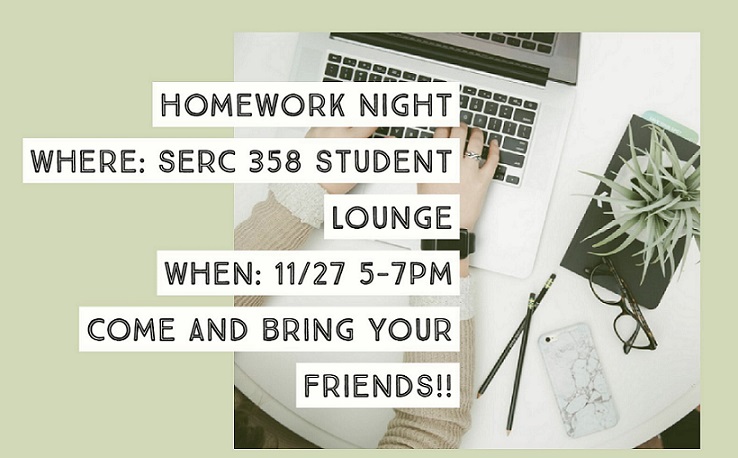 HOMEWORK NIGHT
WHERE: SERC 358 STUDENT
LOUNGE
WHEN: 11/27 5-7PM
COME AND BRING YOUR
FRIENDS!!